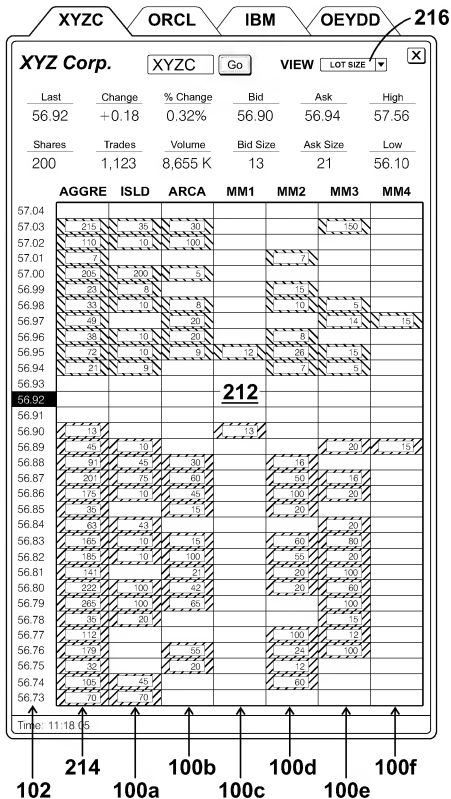 XYZC ORCL IBM OEYDD
216
XYZ Corp. XYZC Go VIEW LOT SIZE X
Last Change % Change Bid Ask High
56.92 +0.18 0.32% 56.90 56.94 57.56
Shares Trades Volume Bid Size Ask Size Low
200 1,123 8,655 K 13 21 56.10
AGGRE ISLD ARCA MM1 MM2 MM3 MM4
57.04
57.03 215 35 30 150
57.02 110 10 100
57.01 7 7
57.00 205 200 5
56.99 23 8 15
56.98 33 10 8 10 5
56.97 49 20 14 15
56.96 38 10 20 8
56.95 72 10 9 12 26 15
56.94 21 9 7 5
56.93
56.92 212
56.91
56.90 13 13
56.89 45 10 20 15
56.88 91 45 30 16
56.87 201 75 60 50 16
56.86 175 10 45 100 20
56.85 35 15 20
56.84 63 43 20
56.83 165 10 15 60 80
56.82 185 10 100 55 20
56.81 141 21 20 100
56.80 222 100 42 20 60
56.79 265 100 65 100
56.78 35 20 15
56.77 112 100 12
56.76 179 55 24 100
56.75 32 20 12
56.74 105 45 60
56.73 70 70
Time: 11:18.05
214 100b 100d 100f
102 100a 100c 100e